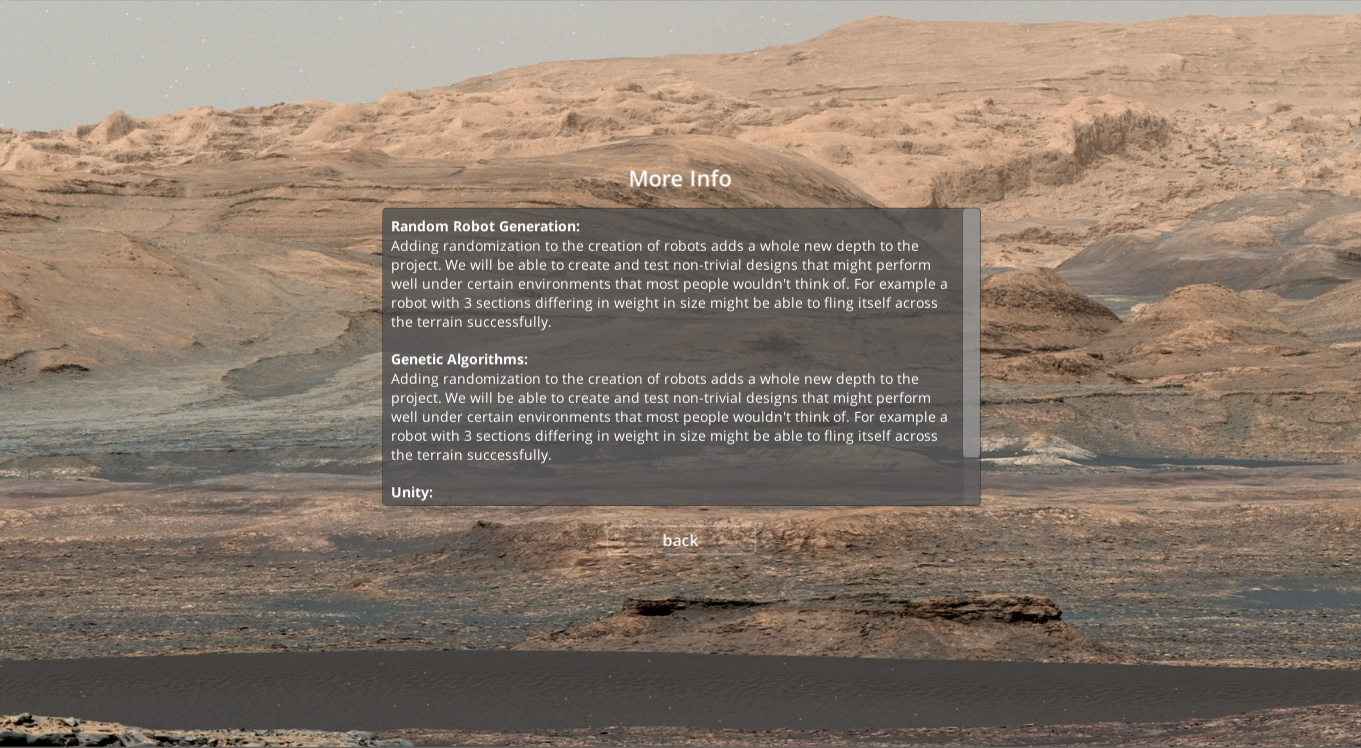 More Info
Random Robot Generation:
Adding randomization to the creation of robots adds a whole new depth to the
project. We will be able to create and test non-trivial designs that might perform
well under certain environments that most people wouldn't think of. For example a
robot with 3 sections differing in weight in size might be able to fling itself across
the terrain successfully.
Genetic Algorithms:
Adding randomization to the creation of robots adds a whole new depth to the
project. We will be able to create and test non-trivial designs that might perform
well under certain environments that most people wouldn't think of. For example a
robot with 3 sections differing in weight in size might be able to fling itself across
the terrain successfully.
Unity:
back